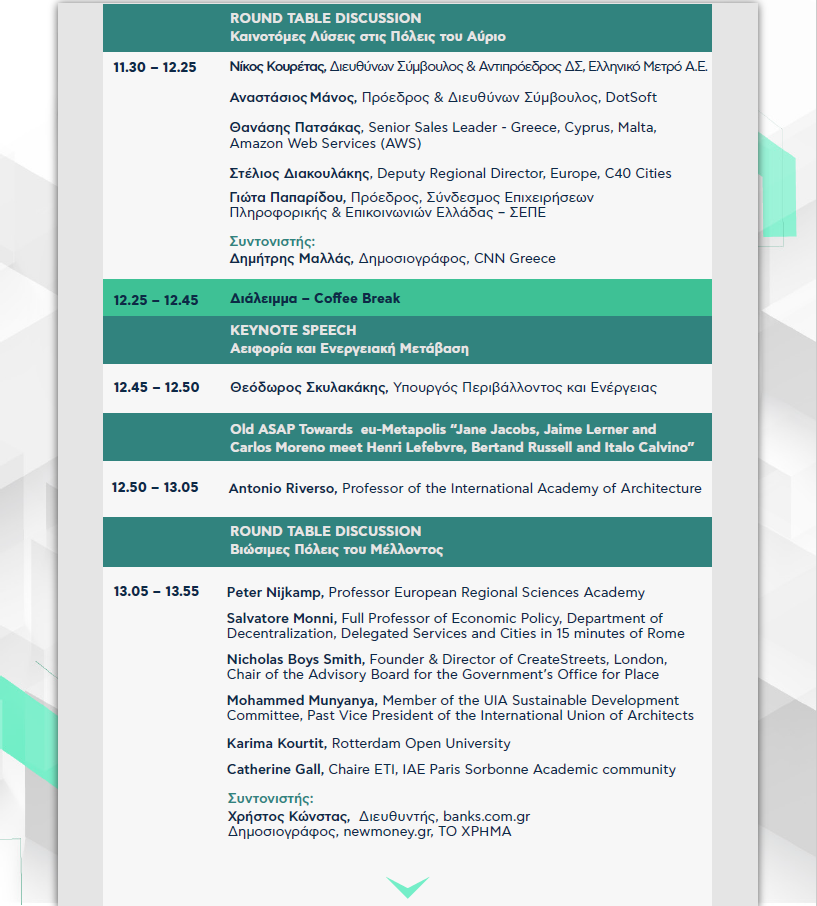 ROUND TABLE DISCUSSION
Καινοτόμες Λύσεις στις Πόλεις του Αύριο
11.30 – 12.25
Νίκος Κουρέτας, Διευθύνων Σύμβουλος & Αντιπρόεδρος ΔΣ, Ελληνικό Μετρό Α.Ε.
Αναστάσιος Μάνος, Πρόεδρος & Διευθύνων Σύμβουλος, DotSoft
Θανάσης Πατσάκας, Senior Sales Leader - Greece, Cyprus, Malta,
Amazon Web Services (AWS)
Στέλιος Διακουλάκης, Deputy Regional Director, Europe, C40 Cities
Γιώτα Παπαρίδου, Πρόεδρος, Σύνδεσμος Επιχειρήσεων
Πληροφορικής & Επικοινωνιών Ελλάδας – ΣΕΠΕ
Συντονιστής:
Δημήτρης Μαλλάς, Δημοσιογράφος, CNN Greece
12.25 – 12.45
Διάλειμμα – Coffee Break
KEYNOTE SPEECH
Αειφορία και Ενεργειακή Μετάβαση
12.45 – 12.50
Θεόδωρος Σκυλακάκης, Υπουργός Περιβάλλοντος και Ενέργειας
Old ASAP Towards eu-Metapolis “Jane Jacobs, Jaime Lerner and
Carlos Moreno meet Henri Lefebvre, Bertand Russell and Italo Calvino”
12.50 – 13.05
Antonio Riverso, Professor of the International Academy of Architecture
ROUND TABLE DISCUSSION
Βιώσιμες Πόλεις του Μέλλοντος
13.05 – 13.55
Peter Nijkamp, Professor European Regional Sciences Academy
Salvatore Monni, Full Professor of Economic Policy, Department of
Decentralization, Delegated Services and Cities in 15 minutes of Rome
Nicholas Boys Smith, Founder & Director of CreateStreets, London,
Chair of the Advisory Board for the Government’s Office for Place
Mohammed Munyanya, Member of the UIA Sustainable Development
Committee, Past Vice President of the International Union of Architects
Karima Kourtit, Rotterdam Open University
Catherine Gall, Chaire ETI, IAE Paris Sorbonne Academic community
Συντονιστής:
Χρήστος Κώνστας, Διευθυντής, banks.com.gr
Δημοσιογράφος, newmoney.gr, ΤΟ ΧΡΗΜΑ